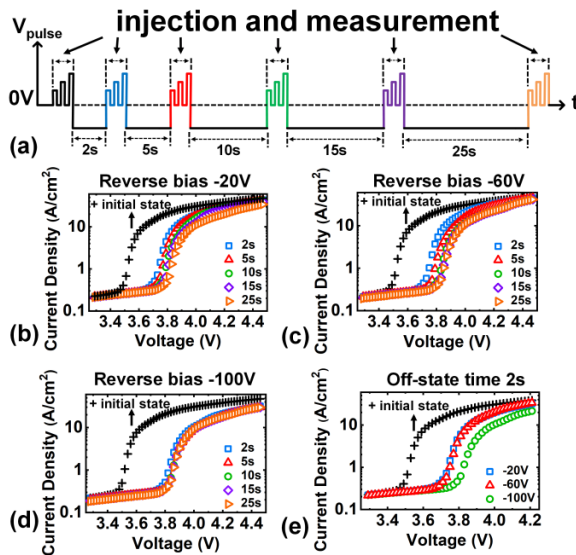 V_pulse
injection and measurement
0V
t
2s 5s 10s 15s 25s
(a)
Reverse bias -20V
Current Density (A/cm²)
+ initial state
10
1
0.1
2s
5s
10s
15s
25s
3.4 3.6 3.8 4.0 4.2 4.4
Voltage (V)
(b)
Reverse bias -60V
Current Density (A/cm²)
+ initial state
10
1
0.1
2s
5s
10s
15s
25s
3.4 3.6 3.8 4.0 4.2 4.4
Voltage (V)
(c)
Reverse bias -100V
Current Density (A/cm²)
+ initial state
10
1
0.1
2s
5s
10s
15s
25s
3.4 3.6 3.8 4.0 4.2 4.4
Voltage (V)
(d)
Off-state time 2s
Current Density (A/cm²)
+ initial state
10
1
0.1
-20V
-60V
-100V
3.4 3.6 3.8 4.0 4.2
Voltage (V)
(e)